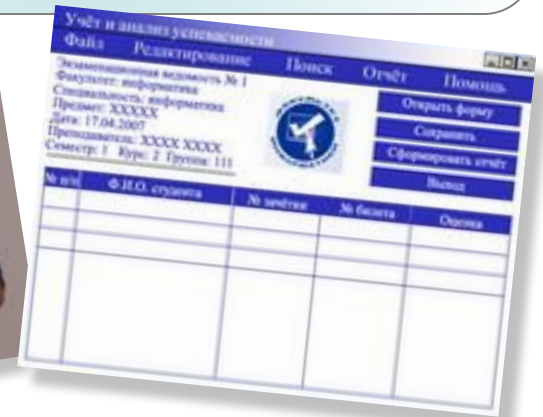 Учёт и анализ успеваемости
Файл Редактирование Поиск Отчёт Помощь
Экзаменационная ведомость № 1
Факультет: информатика
Специальность: информатика
Предмет: XXXXX
Дата: 17.04.2007
Преподаватель: XXXX XXXX
Семестр: 1 Курс: 2 Группа: 111
Открыть форму
Сохранить
Сформировать отчёт
Выход
№ п/п Ф.И.О. студента № зачётки № билета Оценка